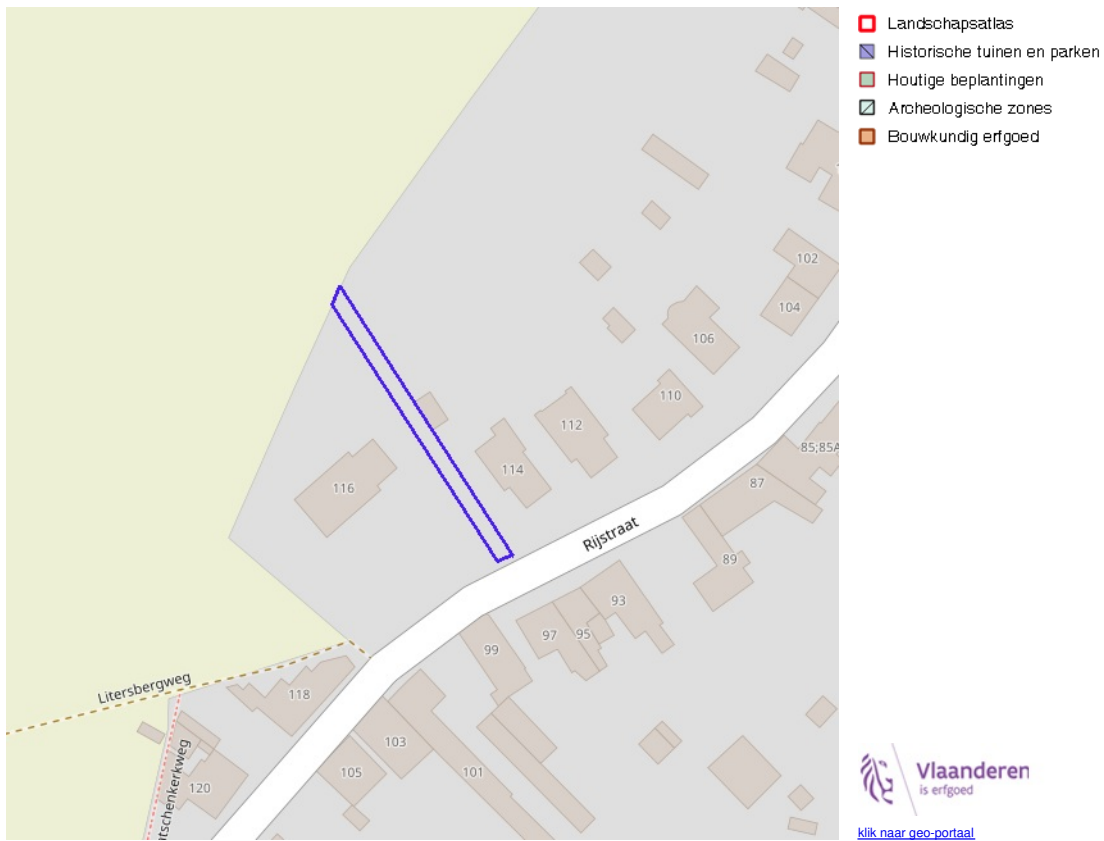 Landschapsatlas
Historische tuinen en parken
Houtige beplantingen
Archeologische zones
Bouwkundig erfgoed
102
104
106
110
112
114
116
85;85A
87
89
Rijstraat
93
95
97
99
Litersbergweg
118
103
105
101
120
tschenkerkweg
Vlaanderen
is erfgoed
klik naar geo-portaal